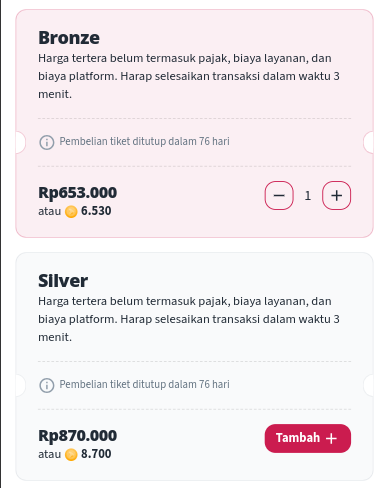 Bronze
Harga tertera belum termasuk pajak, biaya layanan, dan
biaya platform. Harap selesaikan transaksi dalam waktu 3
menit.
Pembelian tiket ditutup dalam 76 hari
Rp653.000
1
atau 6.530
Silver
Harga tertera belum termasuk pajak, biaya layanan, dan
biaya platform. Harap selesaikan transaksi dalam waktu 3
menit.
Pembelian tiket ditutup dalam 76 hari
Rp870.000
Tambah +
atau 8.700